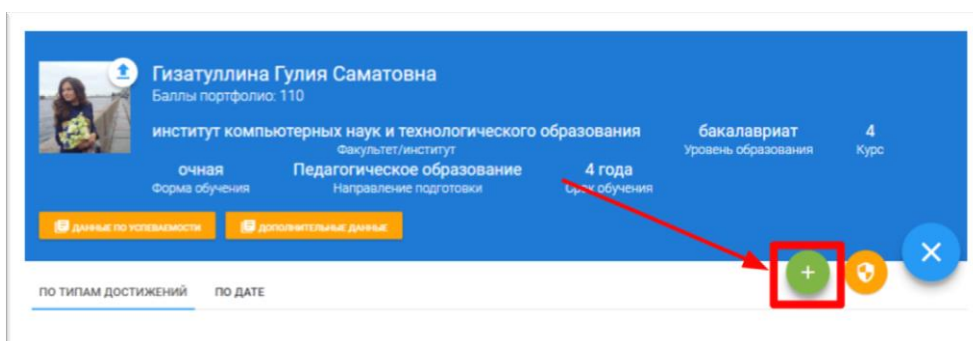 Гизатуллина Гулия Саматовна
Баллы портфолио: 110
институт компьютерных наук и технологического образования
Факультет/институт
бакалавриат
Уровень образования
4
Курс
очная
Форма обучения
Педагогическое образование
Направление подготовки
4 года
Срок обучения
ДАННЫЕ ПО УСПЕВАЕМОСТИ
ДОПОЛНИТЕЛЬНЫЕ ДАННЫЕ
ПО ТИПАМ ДОСТИЖЕНИЙ
ПО ДАТЕ